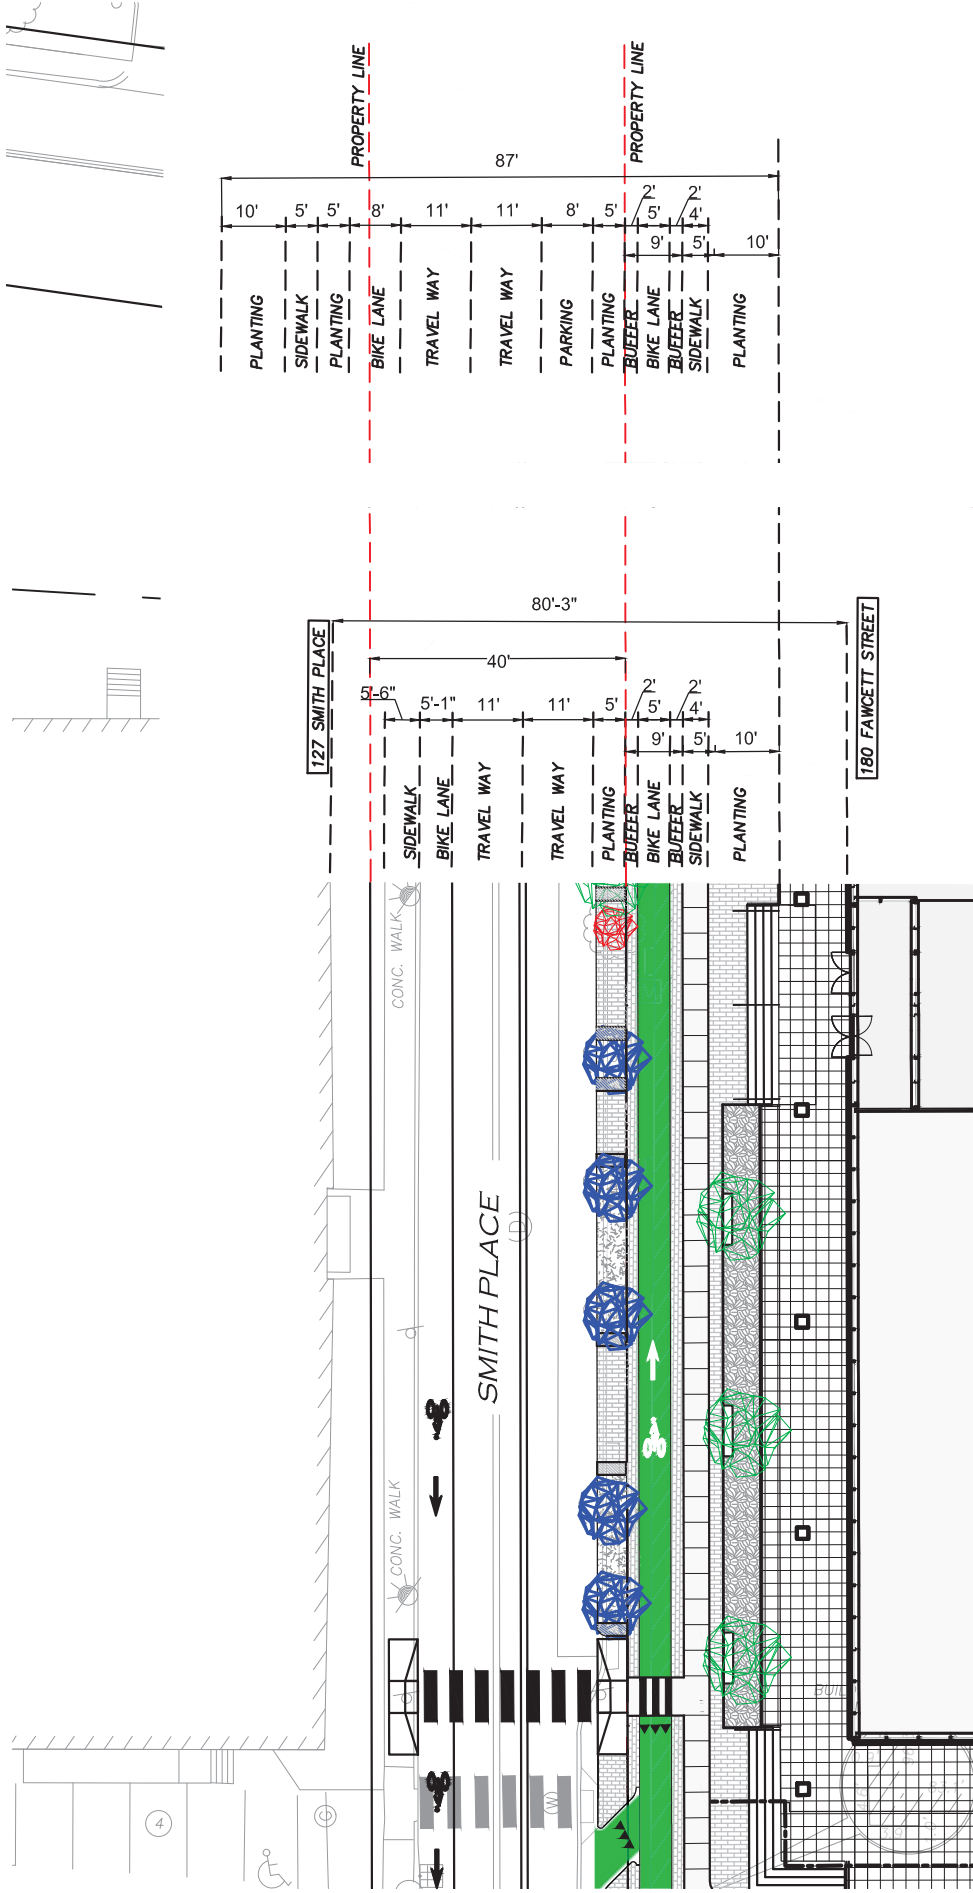 PROPERTY LINE
PROPERTY LINE
87'
2'
2'
10'
5'
5'
8'
11'
11'
8'
5'
5'
4'
9'
5'
10'
PLANTING
SIDEWALK
PLANTING
BIKE LANE
TRAVEL WAY
TRAVEL WAY
PARKING
PLANTING
BUFFER
BIKE LANE
BUFFER
SIDEWALK
PLANTING
80'-3"
127 SMITH PLACE
180 FAWCETT STREET
40'
5'-6"
5'-1"
11'
11'
5'
2'
5'
2'
4'
9'
5'
10'
SIDEWALK
BIKE LANE
TRAVEL WAY
TRAVEL WAY
PLANTING
BUFFER
BIKE LANE
BUFFER
SIDEWALK
PLANTING
CONC. WALK
SMITH PLACE
(D)
CONC. WALK
4
G
(W)